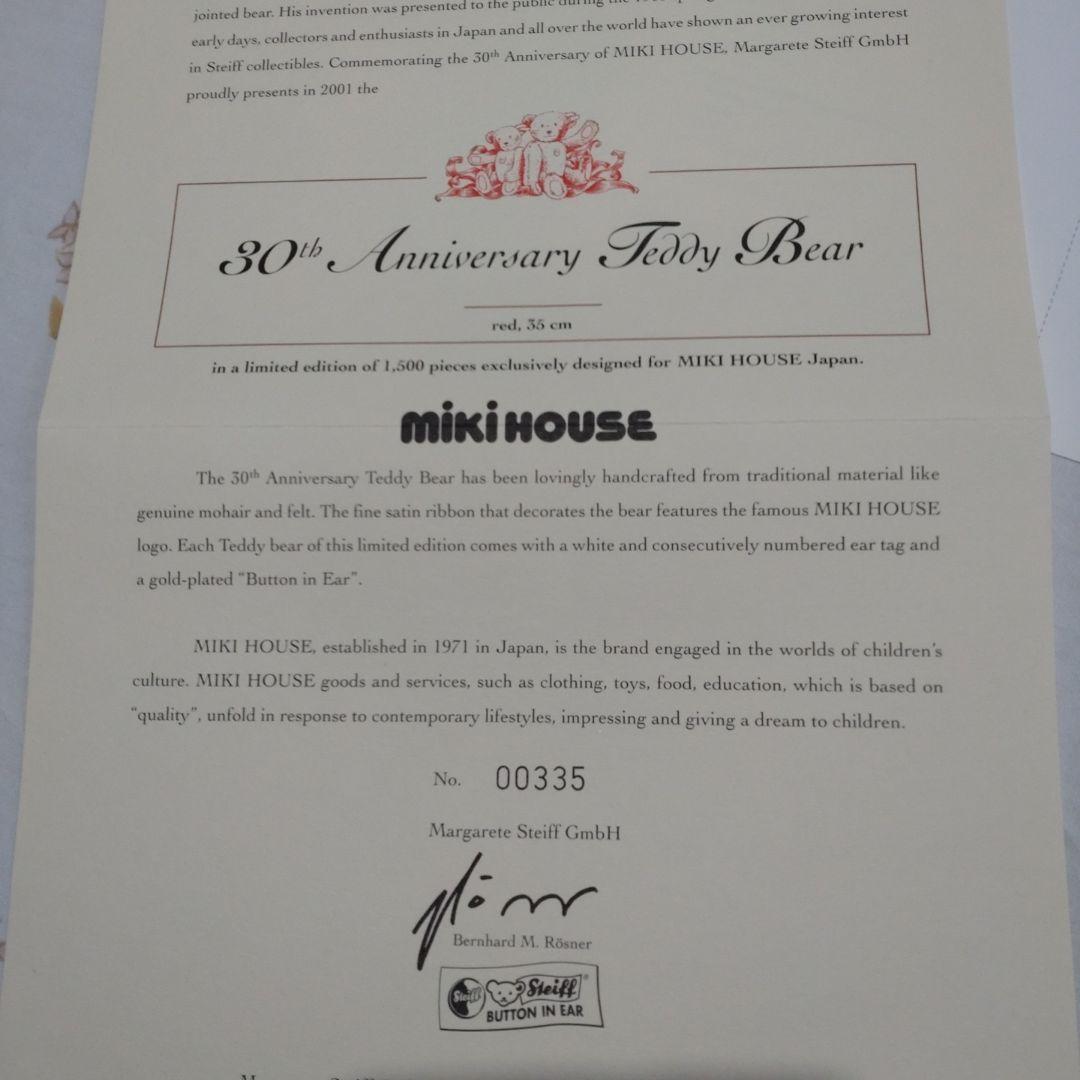 jointed bear. His invention was presented to the public during the
early days, collectors and enthusiasts in Japan and all over the world have shown an ever growing interest
in Steiff collectibles. Commemorating the 30th Anniversary of MIKI HOUSE, Margarete Steiff GmbH
proudly presents in 2001 the
30th Anniversary Teddy Bear
red, 35 cm
in a limited edition of 1,500 pieces exclusively designed for MIKI HOUSE Japan.
miki HOUSE
The 30th Anniversary Teddy Bear has been lovingly handcrafted from traditional material like
genuine mohair and felt. The fine satin ribbon that decorates the bear features the famous MIKI HOUSE
logo. Each Teddy bear of this limited edition comes with a white and consecutively numbered ear tag and
a gold-plated “Button in Ear”.
MIKI HOUSE, established in 1971 in Japan, is the brand engaged in the worlds of children's
culture. MIKI HOUSE goods and services, such as clothing, toys, food, education, which is based on
“quality”, unfold in response to contemporary lifestyles, impressing and giving a dream to children.
No. 00335
Margarete Steiff GmbH
Bernhard M. Rösner
Steiff Steiff®
BUTTON IN EAR